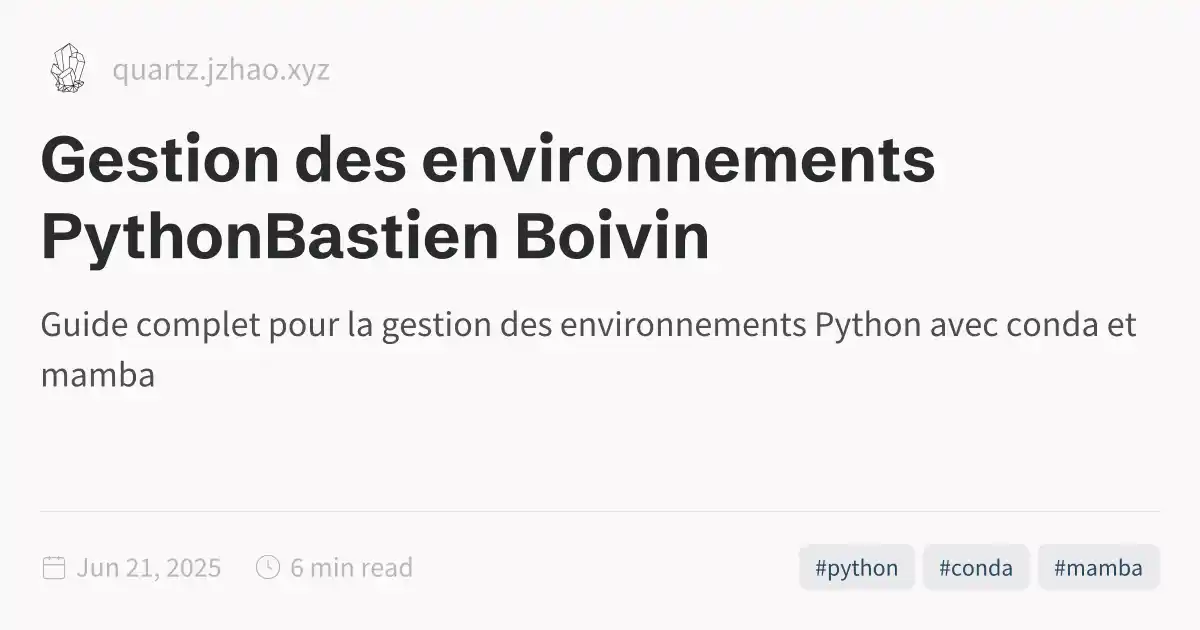 quartz.jzhao.xyz
Gestion des environnements
PythonBastien Boivin
Guide complet pour la gestion des environnements Python avec conda et
mamba
Jun 21, 2025 6 min read #python #conda #mamba